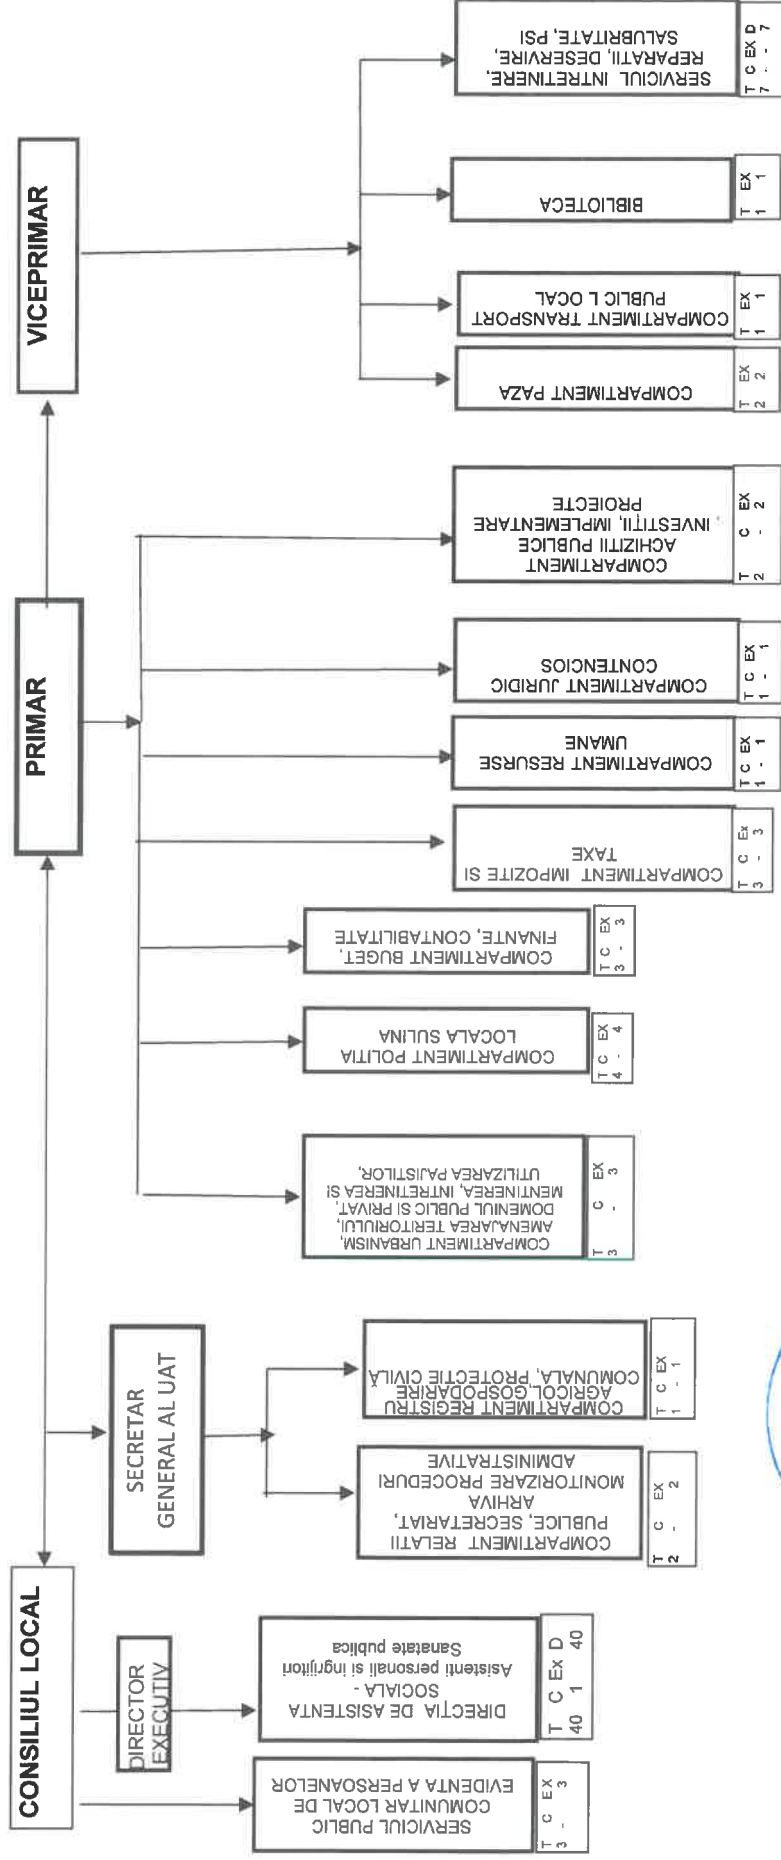 CONSILIUL LOCAL
PRIMAR
VICEPRIMAR
DIRECTOR
EXECUTIV
SECRETAR
GENERAL AL UAT
SERVICIUL PUBLIC
COMUNITAR LOCAL DE
EVIDENTA A PERSOANELOR
T C EX
3 - 3
DIRECȚIA DE ASISTENTA
SOCIALA -
Asistenti personali si ingrijitori
Sanatate publica
T C Ex D
40 1 40
COMPARTIMENT RELATII
PUBLICE, SECRETARIAT,
ARHIVA
MONITORIZARE PROCEDURI
ADMINISTRATIVE
T C EX
2 - 2
COMPARTIMENT REGISTRU
AGRICOL,GOSPODARIRE
COMUNALA, PROTECTIE CIVILĂ
T C EX
1 - 1
COMPARTIMENT URBANISM,
AMENAJAREA TERITORIULUI,
DOMENIUL PUBLIC SI PRIVAT,
MENTINEREA, INTRETINEREA SI
UTILIZAREA PAJISTILOR,
T C EX
3 - 3
COMPARTIMENT POLITIA
LOCALA SULINA
T C EX
4 - 4
COMPARTIMENT BUGET,
FINANTE, CONTABILITATE
T C EX
3 - 3
COMPARTIMENT IMPOZITE SI
TAXE
T C Ex
3 - 3
COMPARTIMENT RESURSE
UMANE
T C EX
1 - 1
COMPARTIMENT JURIDIC
CONTENCIOS
T C EX
1 - 1
COMPARTIMENT
ACHIZITII PUBLICE
INVESTIȚII, IMPLEMENTARE
PROIECTE
T C EX
2 - 2
COMPARTIMENT PAZA
T EX
2 2
COMPARTIMENT TRANSPORT
PUBLIC L OCAL
T EX
1 1
BIBLIOTECA
T EX
1 1
SERVICIUL INTRETINERE,
REPARATII, DESERVIRE,
SALUBRITATE, PSI
T C EX D
7 - - 7